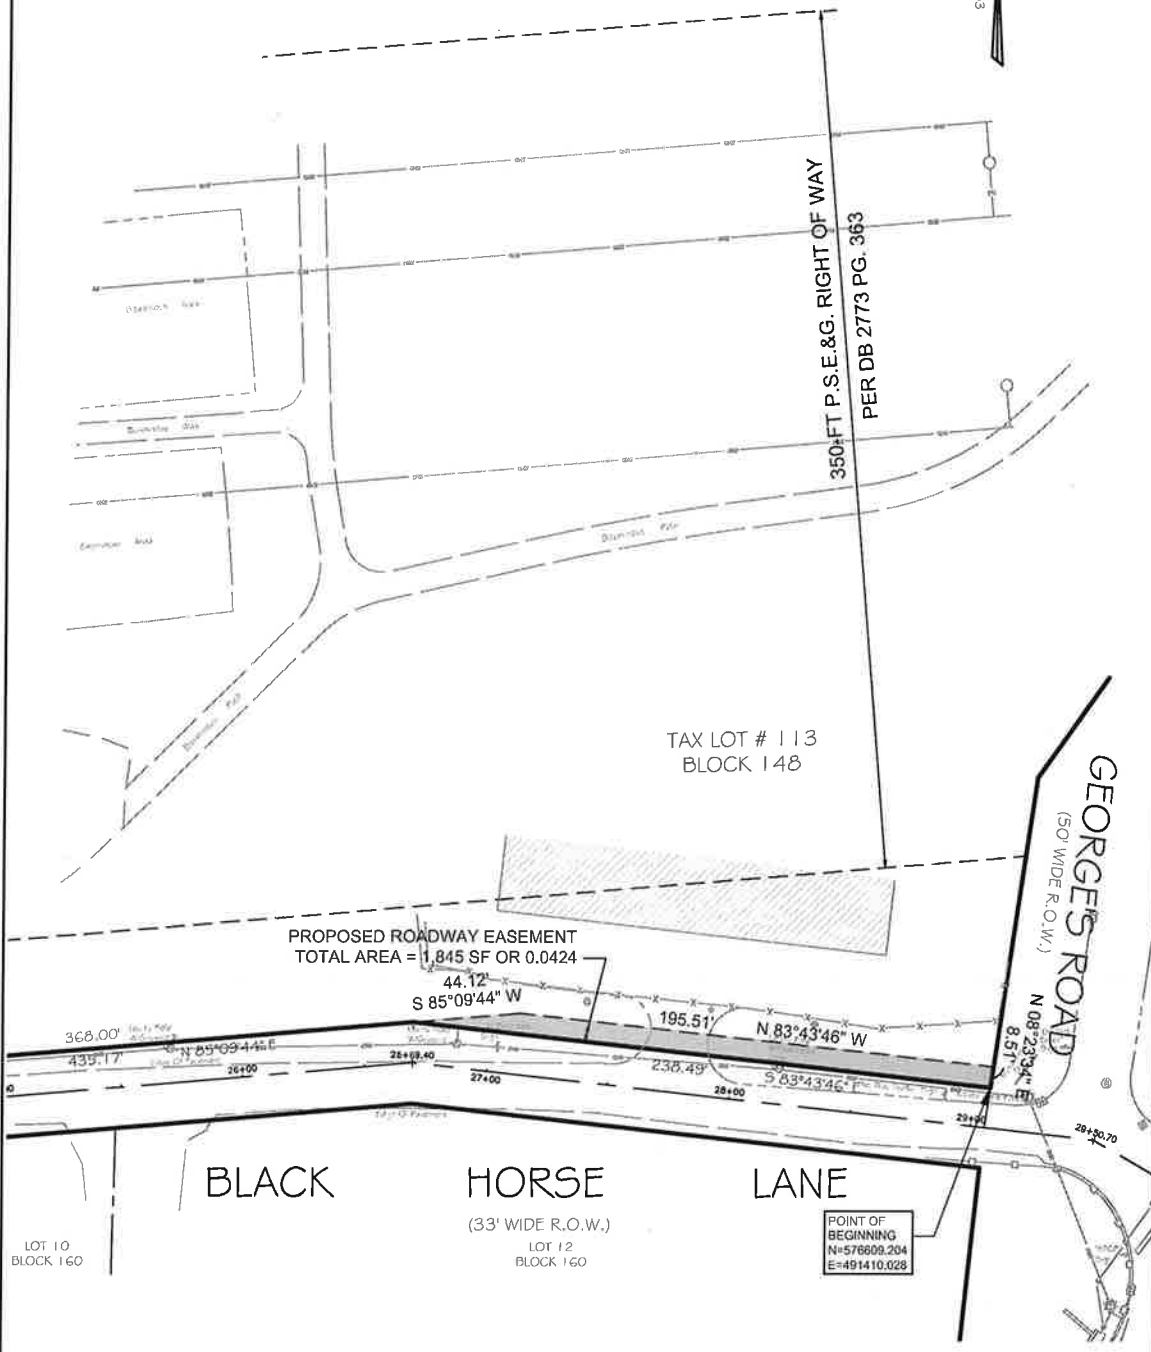 350 FT P.S.E.&G. RIGHT OF WAY
PER DB 2773 PG. 363
TAX LOT # 113
BLOCK 148
GEORGES ROAD
(50' WIDE R.O.W.)
PROPOSED ROADWAY EASEMENT
TOTAL AREA = 1,845 SF OR 0.0424
44.12'
S 85°09'44" W
195.51'
N 83°43'46" W
N 08°23'34" E
8.51'
368.00'
439.17'
N 85°09'44" E
238.49'
S 83°43'46" E
26+00
27+00
28+00
29+00
29+50.70
BLACK HORSE LANE
(33' WIDE R.O.W.)
LOT 10
BLOCK 160
LOT 12
BLOCK 160
POINT OF
BEGINNING
N=576609.204
E=491410.028